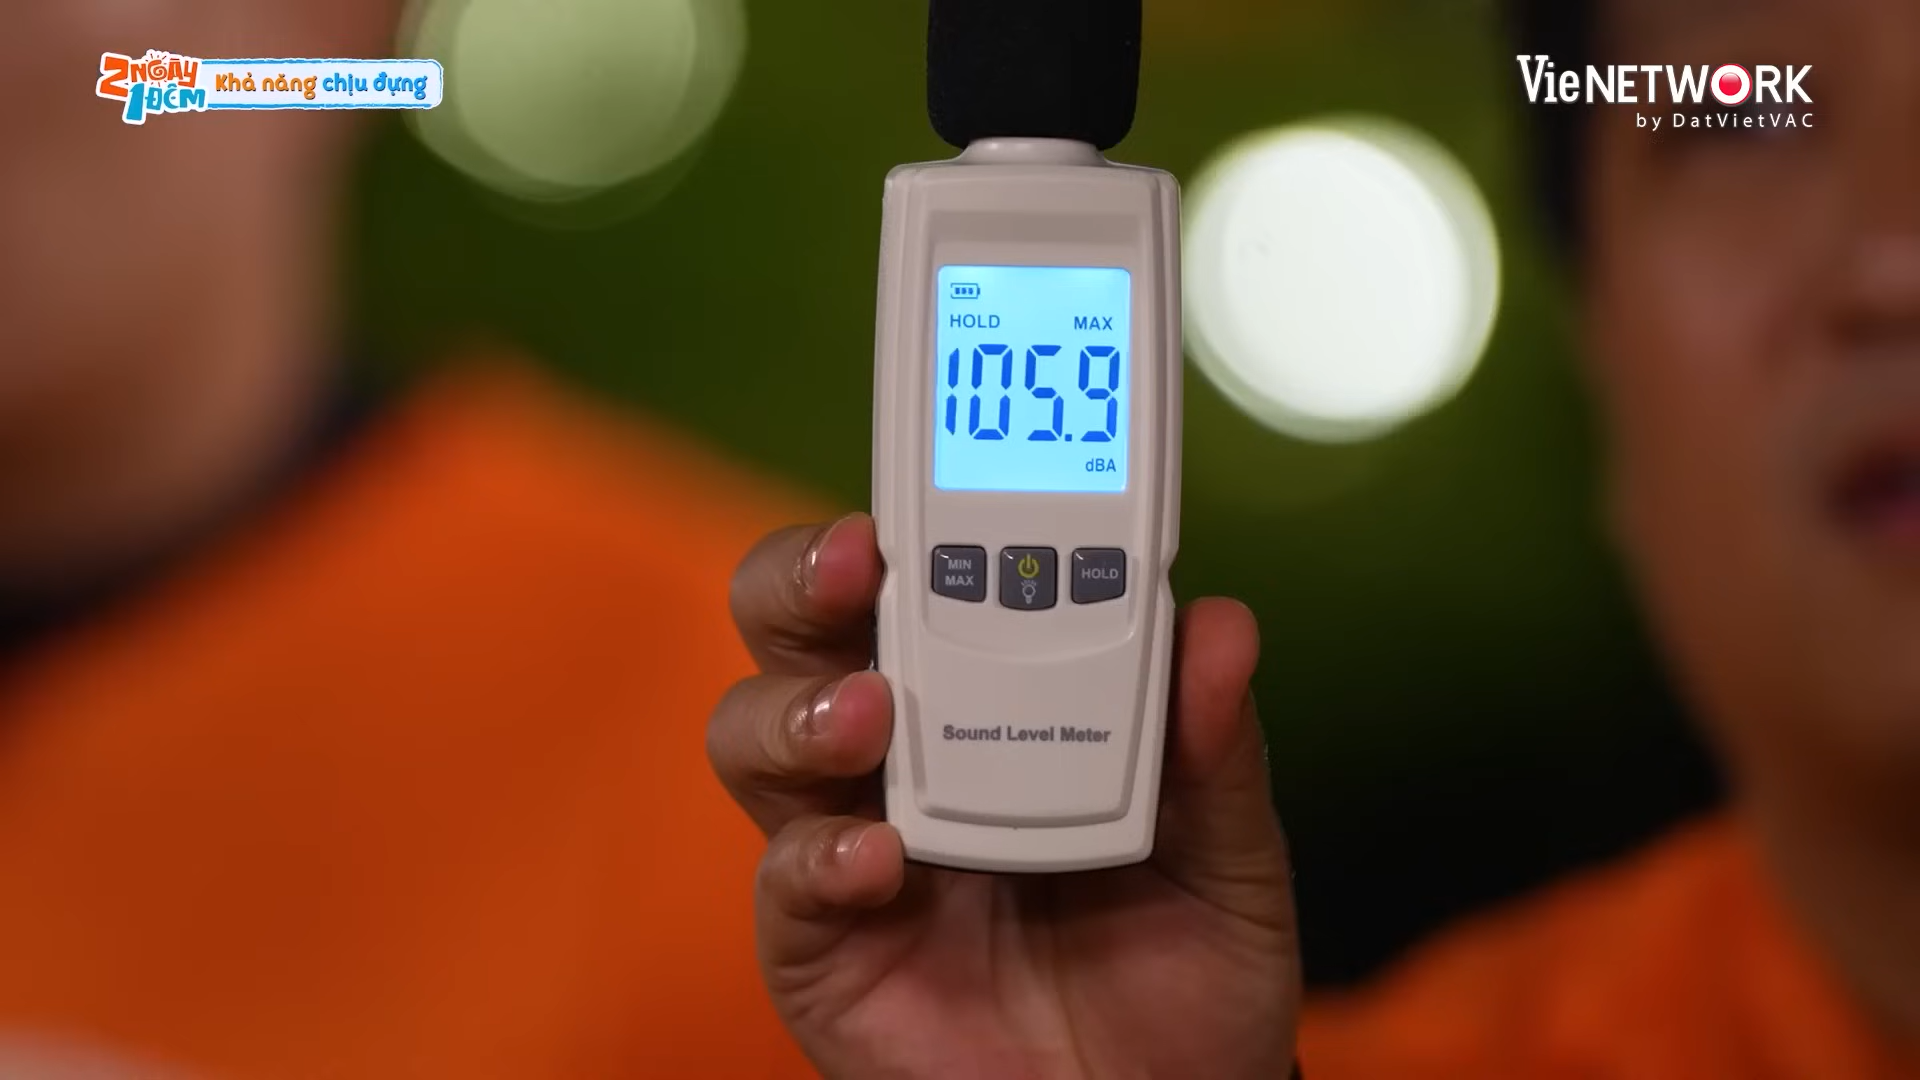 2 NGÀY
1 ĐÊM
Khả năng chịu đựng
VieNETWORK
by DatVietVAC
HOLD MAX
105.9
dBA
MIN
MAX
HOLD
Sound Level Meter